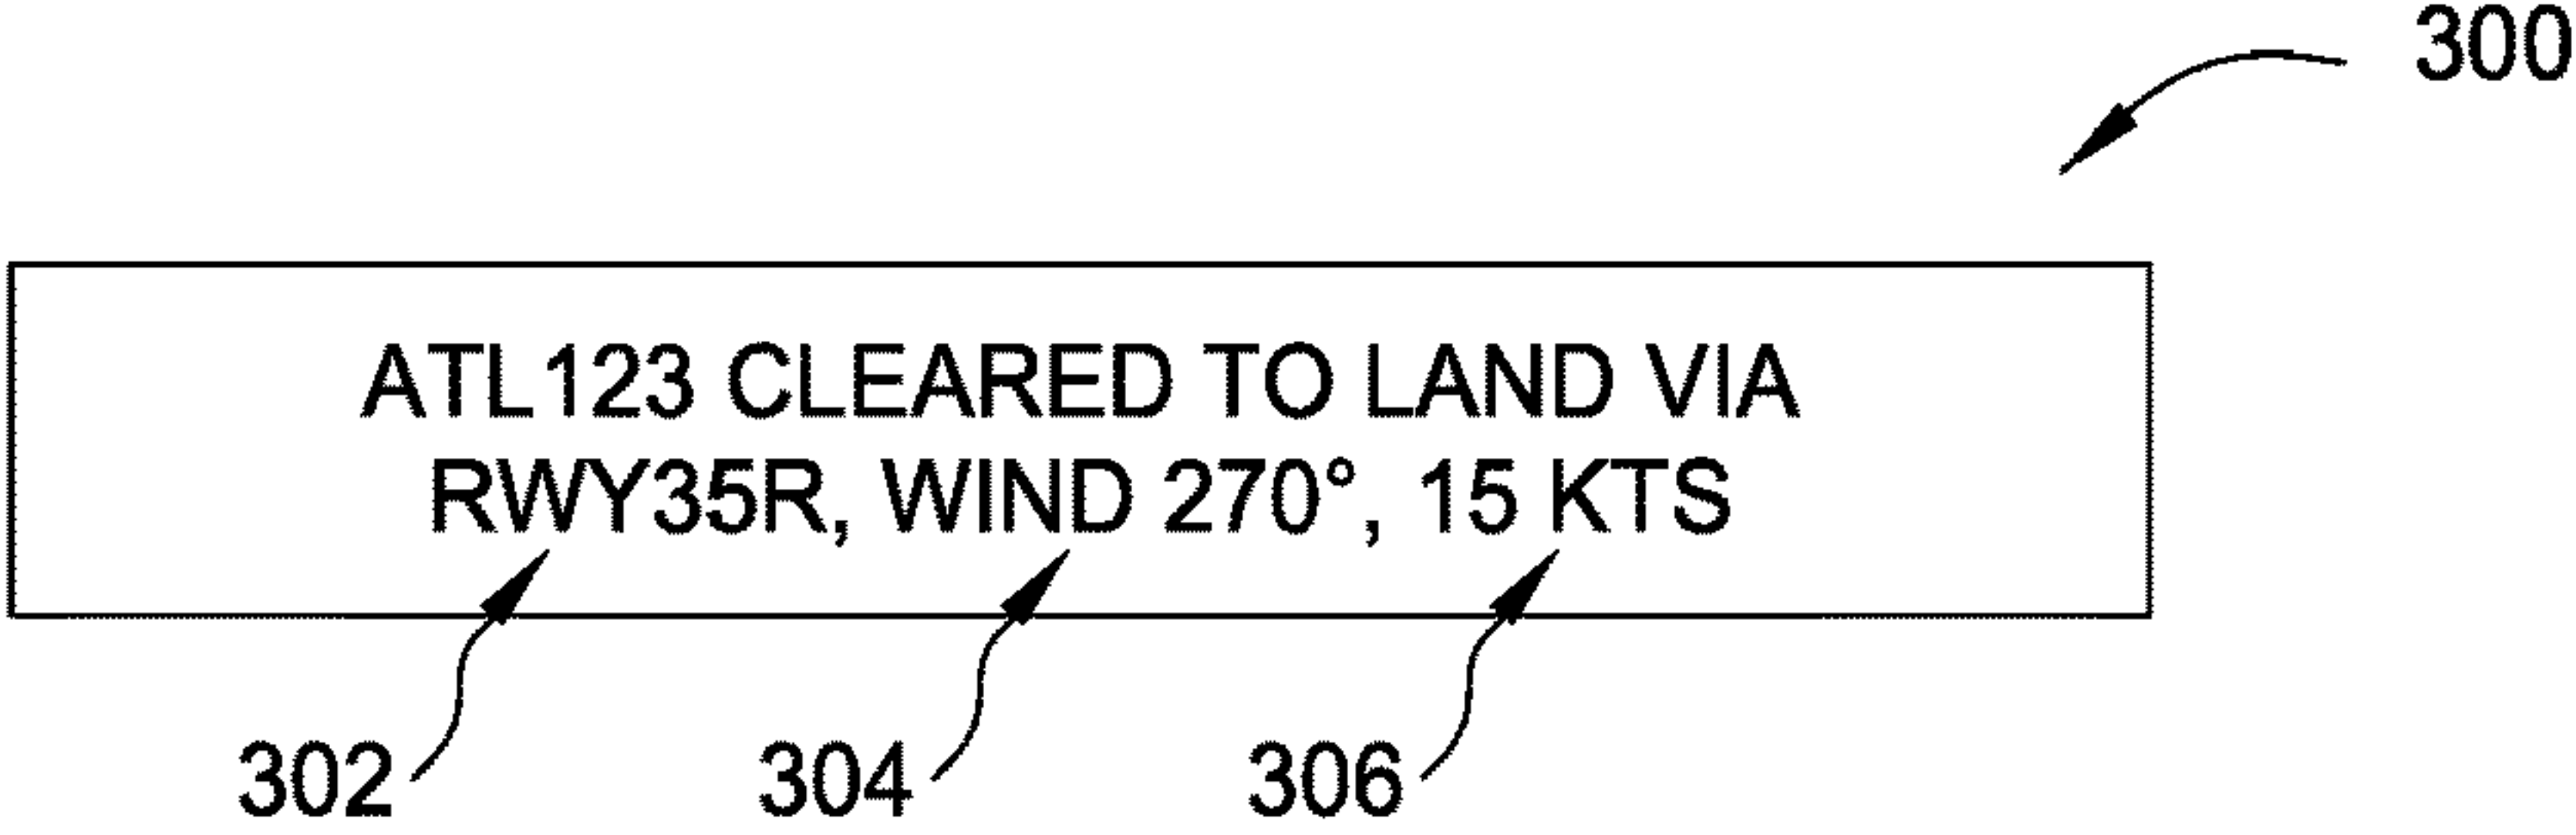 300
ATL123 CLEARED TO LAND VIA
RWY35R, WIND 270°, 15 KTS
302 304 306